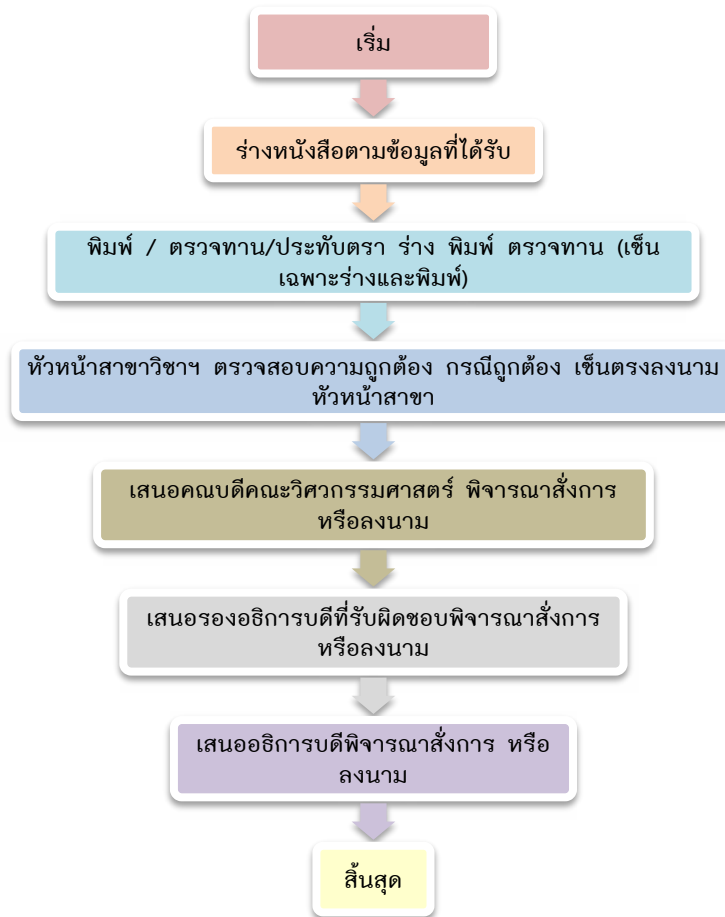 เริ่ม
ร่างหนังสือตามข้อมูลที่ได้รับ
พิมพ์ / ตรวจทาน/ประทับตรา ร่าง พิมพ์ ตรวจทาน (เซ็น
เฉพาะร่างและพิมพ์)
หัวหน้าสาขาวิชาฯ ตรวจสอบความถูกต้อง กรณีถูกต้อง เซ็นตรงลงนาม
หัวหน้าสาขา
เสนอคณบดีคณะวิศวกรรมศาสตร์ พิจารณาสั่งการ
หรือลงนาม
เสนอรองอธิการบดีที่รับผิดชอบพิจารณาสั่งการ
หรือลงนาม
เสนออธิการบดีพิจารณาสั่งการ หรือ
ลงนาม
สิ้นสุด